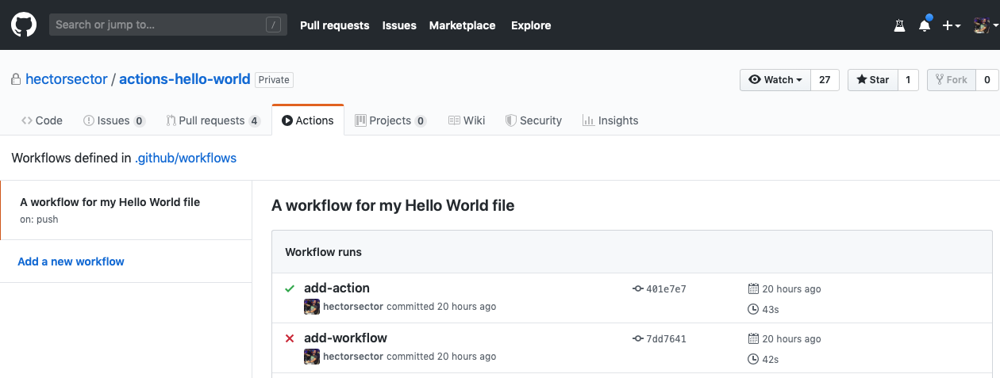 Search or jump to... / Pull requests Issues Marketplace Explore
hectorsector / actions-hello-world Private Watch 27 Star 1 Fork 0
Code Issues 0 Pull requests 4 Actions Projects 0 Wiki Security Insights
Workflows defined in .github/workflows
A workflow for my Hello World file
on: push
Add a new workflow
A workflow for my Hello World file
Workflow runs
add-action 401e7e7 20 hours ago
hectorsector committed 20 hours ago 43s
add-workflow 7dd7641 20 hours ago
hectorsector committed 20 hours ago 42s